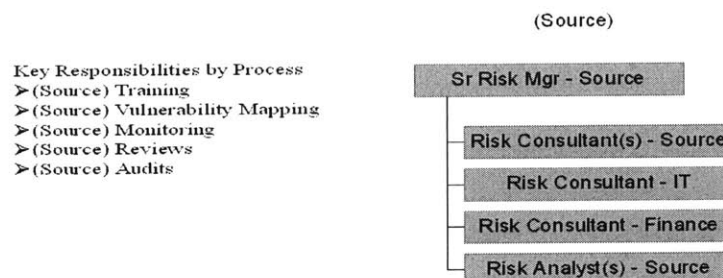 (Source)
Key Responsibilities by Process
➢(Source) Training
➢(Source) Vulnerability Mapping
➢(Source) Monitoring
➢(Source) Reviews
➢(Source) Audits
Sr Risk Mgr - Source
Risk Consultant(s) - Source
Risk Consultant - IT
Risk Consultant - Finance
Risk Analyst(s) - Source